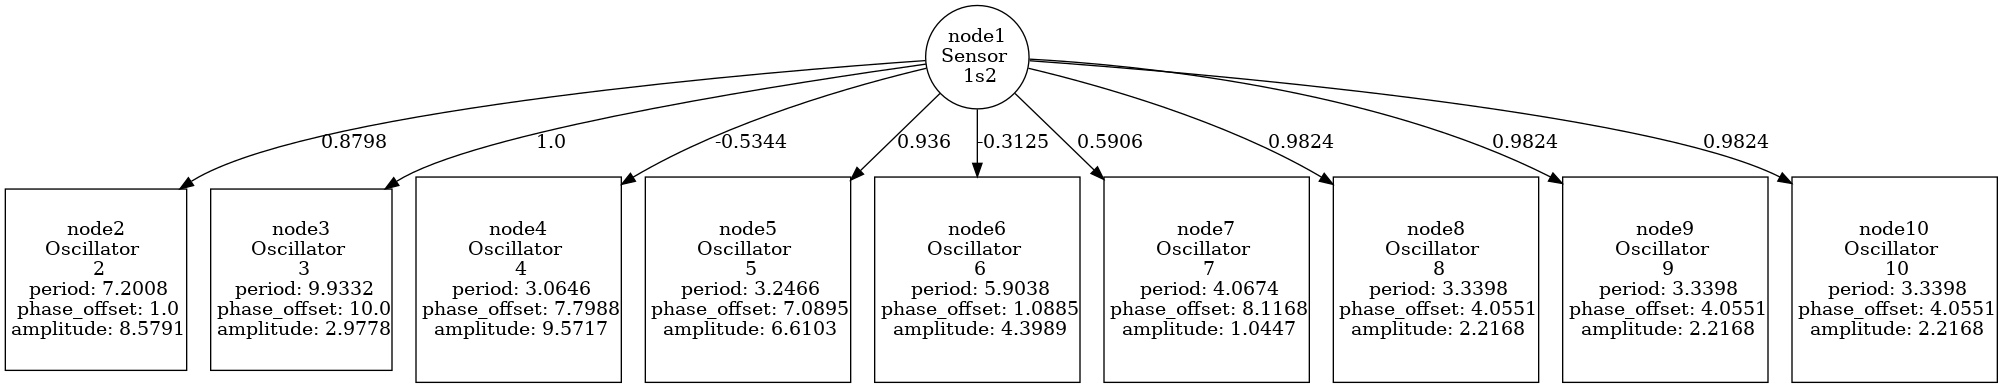 node1
Sensor
1s2
0.8798
1.0
-0.5344
0.936
-0.3125
0.5906
0.9824
0.9824
0.9824
node2
Oscillator
2
period: 7.2008
phase_offset: 1.0
amplitude: 8.5791
node3
Oscillator
3
period: 9.9332
phase_offset: 10.0
amplitude: 2.9778
node4
Oscillator
4
period: 3.0646
phase_offset: 7.7988
amplitude: 9.5717
node5
Oscillator
5
period: 3.2466
phase_offset: 7.0895
amplitude: 6.6103
node6
Oscillator
6
period: 5.9038
phase_offset: 1.0885
amplitude: 4.3989
node7
Oscillator
7
period: 4.0674
phase_offset: 8.1168
amplitude: 1.0447
node8
Oscillator
8
period: 3.3398
phase_offset: 4.0551
amplitude: 2.2168
node9
Oscillator
9
period: 3.3398
phase_offset: 4.0551
amplitude: 2.2168
node10
Oscillator
10
period: 3.3398
phase_offset: 4.0551
amplitude: 2.2168